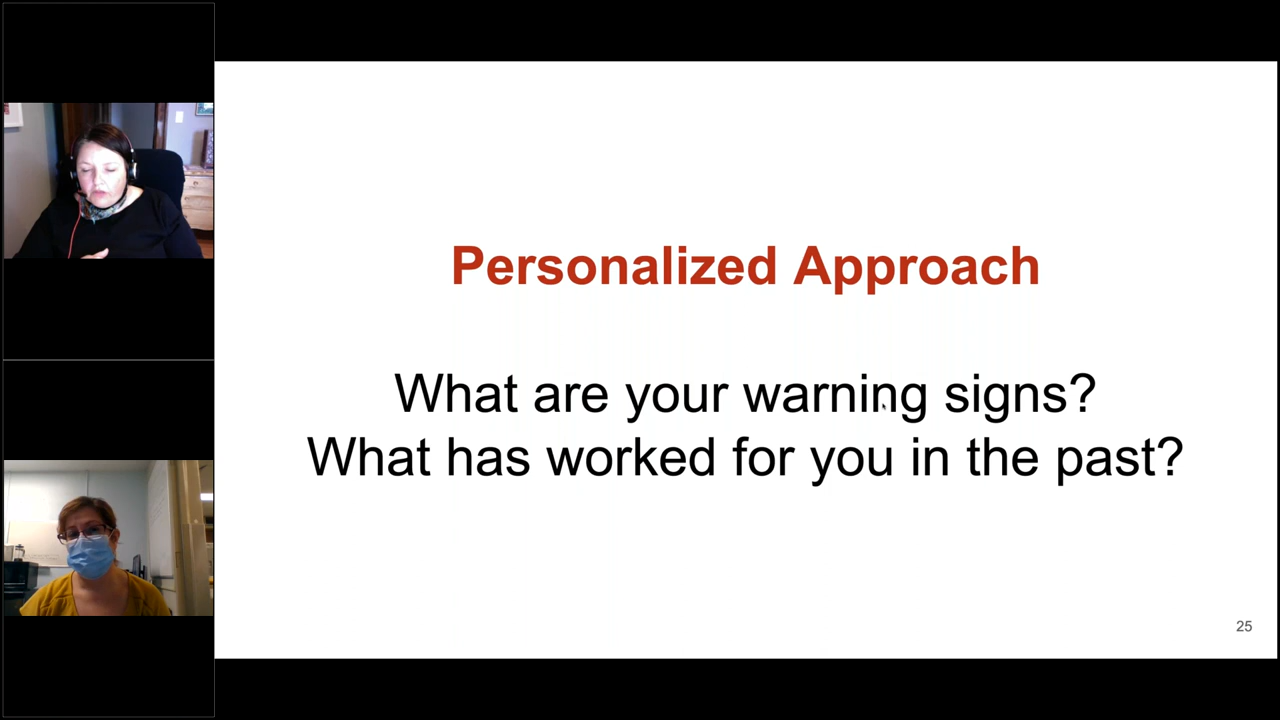 Personalized Approach
What are your warning signs?
What has worked for you in the past?
25